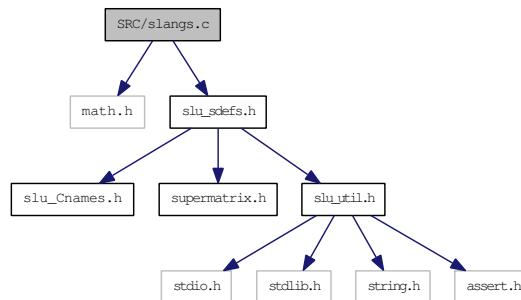 SRC/slangs.c
math.h
slu_sdefs.h
slu_Cnames.h
supermatrix.h
slu_util.h
stdio.h
stdlib.h
string.h
assert.h